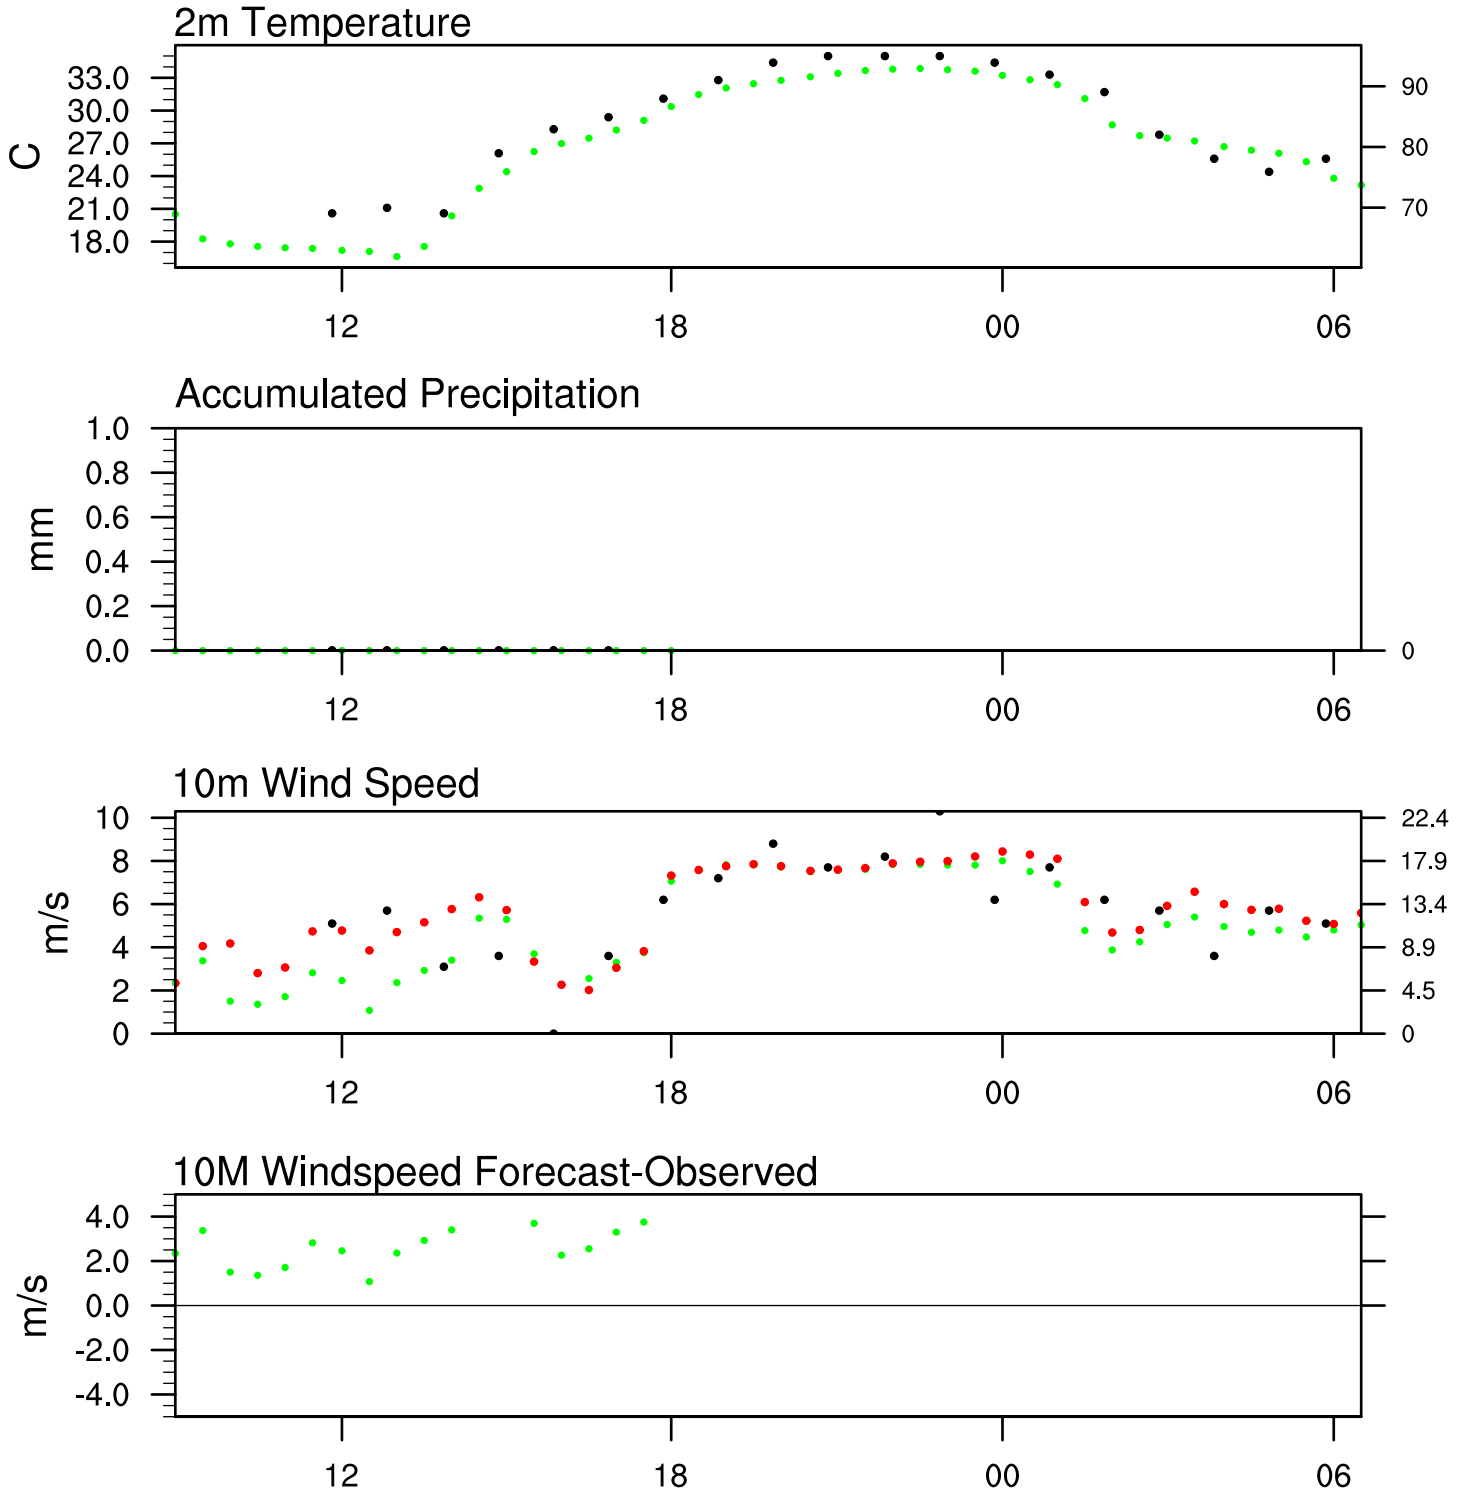 2m Temperature
33.0
30.0
27.0
24.0
21.0
18.0
C
90
80
70
12 18 00 06
Accumulated Precipitation
1.0
0.8
0.6
0.4
0.2
0.0
mm
0
12 18 00 06
10m Wind Speed
10
8
6
4
2
0
m/s
22.4
17.9
13.4
8.9
4.5
0
12 18 00 06
10M Windspeed Forecast-Observed
4.0
2.0
0.0
-2.0
-4.0
m/s
12 18 00 06